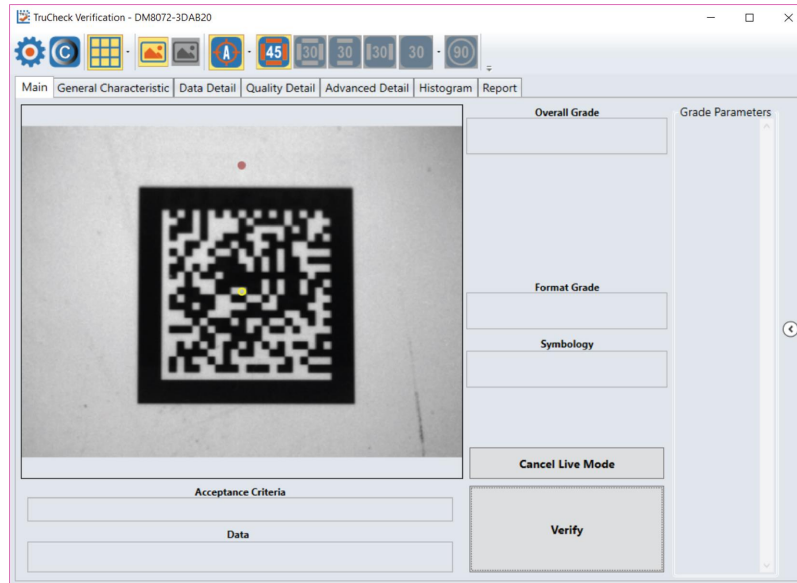 TruCheck Verification - DM8072-3DAB20
C A 45 30 30 30 30 90
Main General Characteristic Data Detail Quality Detail Advanced Detail Histogram Report
Overall Grade
Grade Parameters
Format Grade
Symbology
Cancel Live Mode
Acceptance Criteria
Data
Verify